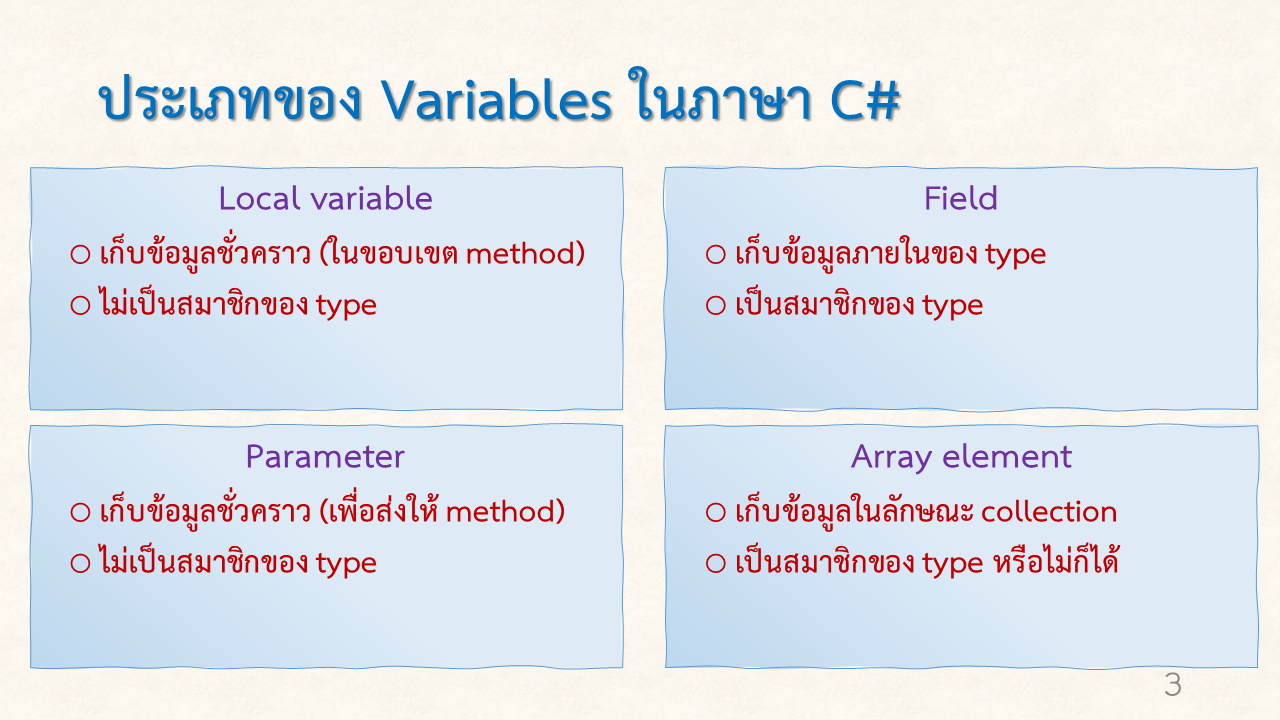 ประเภทของ Variables ในภาษา C#
Local variable
○ เก็บข้อมูลชั่วคราว (ในขอบเขต method)
○ ไม่เป็นสมาชิกของ type
Field
○ เก็บข้อมูลภายในของ type
○ เป็นสมาชิกของ type
Parameter
○ เก็บข้อมูลชั่วคราว (เพื่อส่งให้ method)
○ ไม่เป็นสมาชิกของ type
Array element
○ เก็บข้อมูลในลักษณะ collection
○ เป็นสมาชิกของ type หรือไม่ก็ได้
3